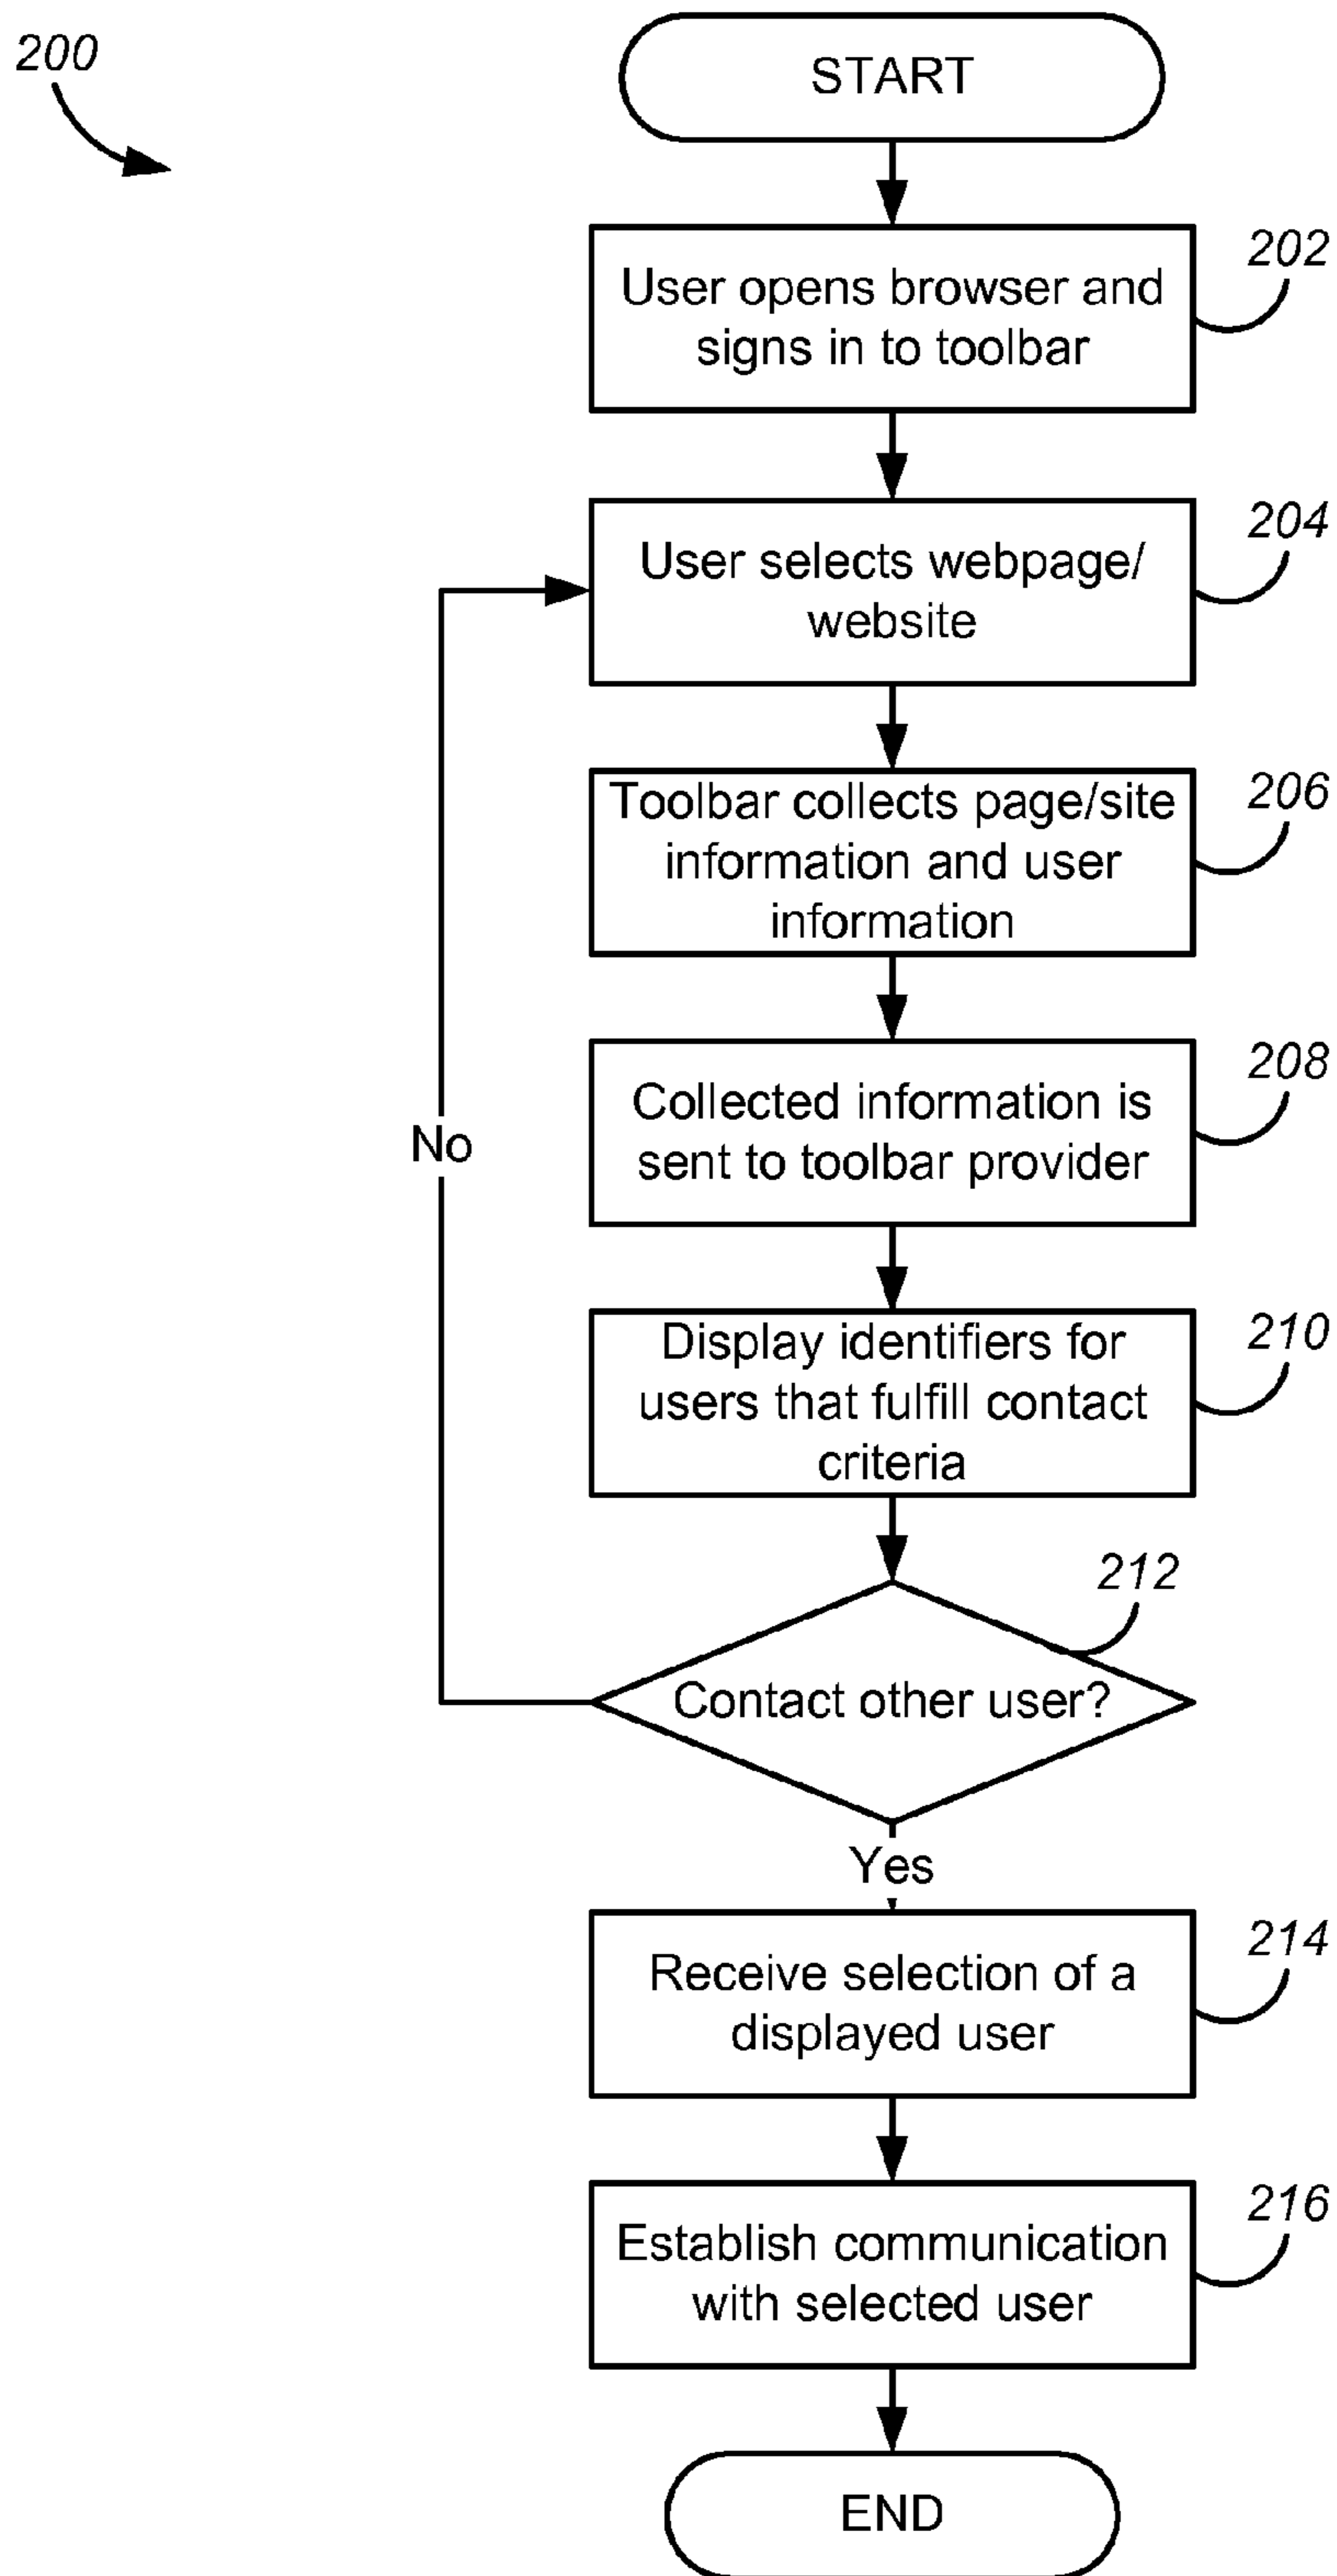 200
START
202
User opens browser and
signs in to toolbar
204
User selects webpage/
website
206
Toolbar collects page/site
information and user
information
208
Collected information is
sent to toolbar provider
No
210
Display identifiers for
users that fulfill contact
criteria
212
Contact other user?
Yes
214
Receive selection of a
displayed user
216
Establish communication
with selected user
END